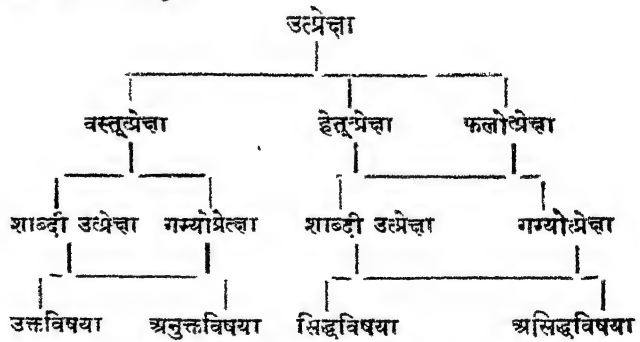 उत्प्रेक्षा
वस्तूत्प्रेक्षा हेतूत्प्रेक्षा फलोत्प्रेक्षा
शाब्दी उत्प्रेक्षा गम्योप्रेत्क्षा शाब्दी उत्प्रेक्षा गम्योत्प्रेक्षा
उक्तविषया अनुक्तविषया सिद्धविषया असिद्धविषया